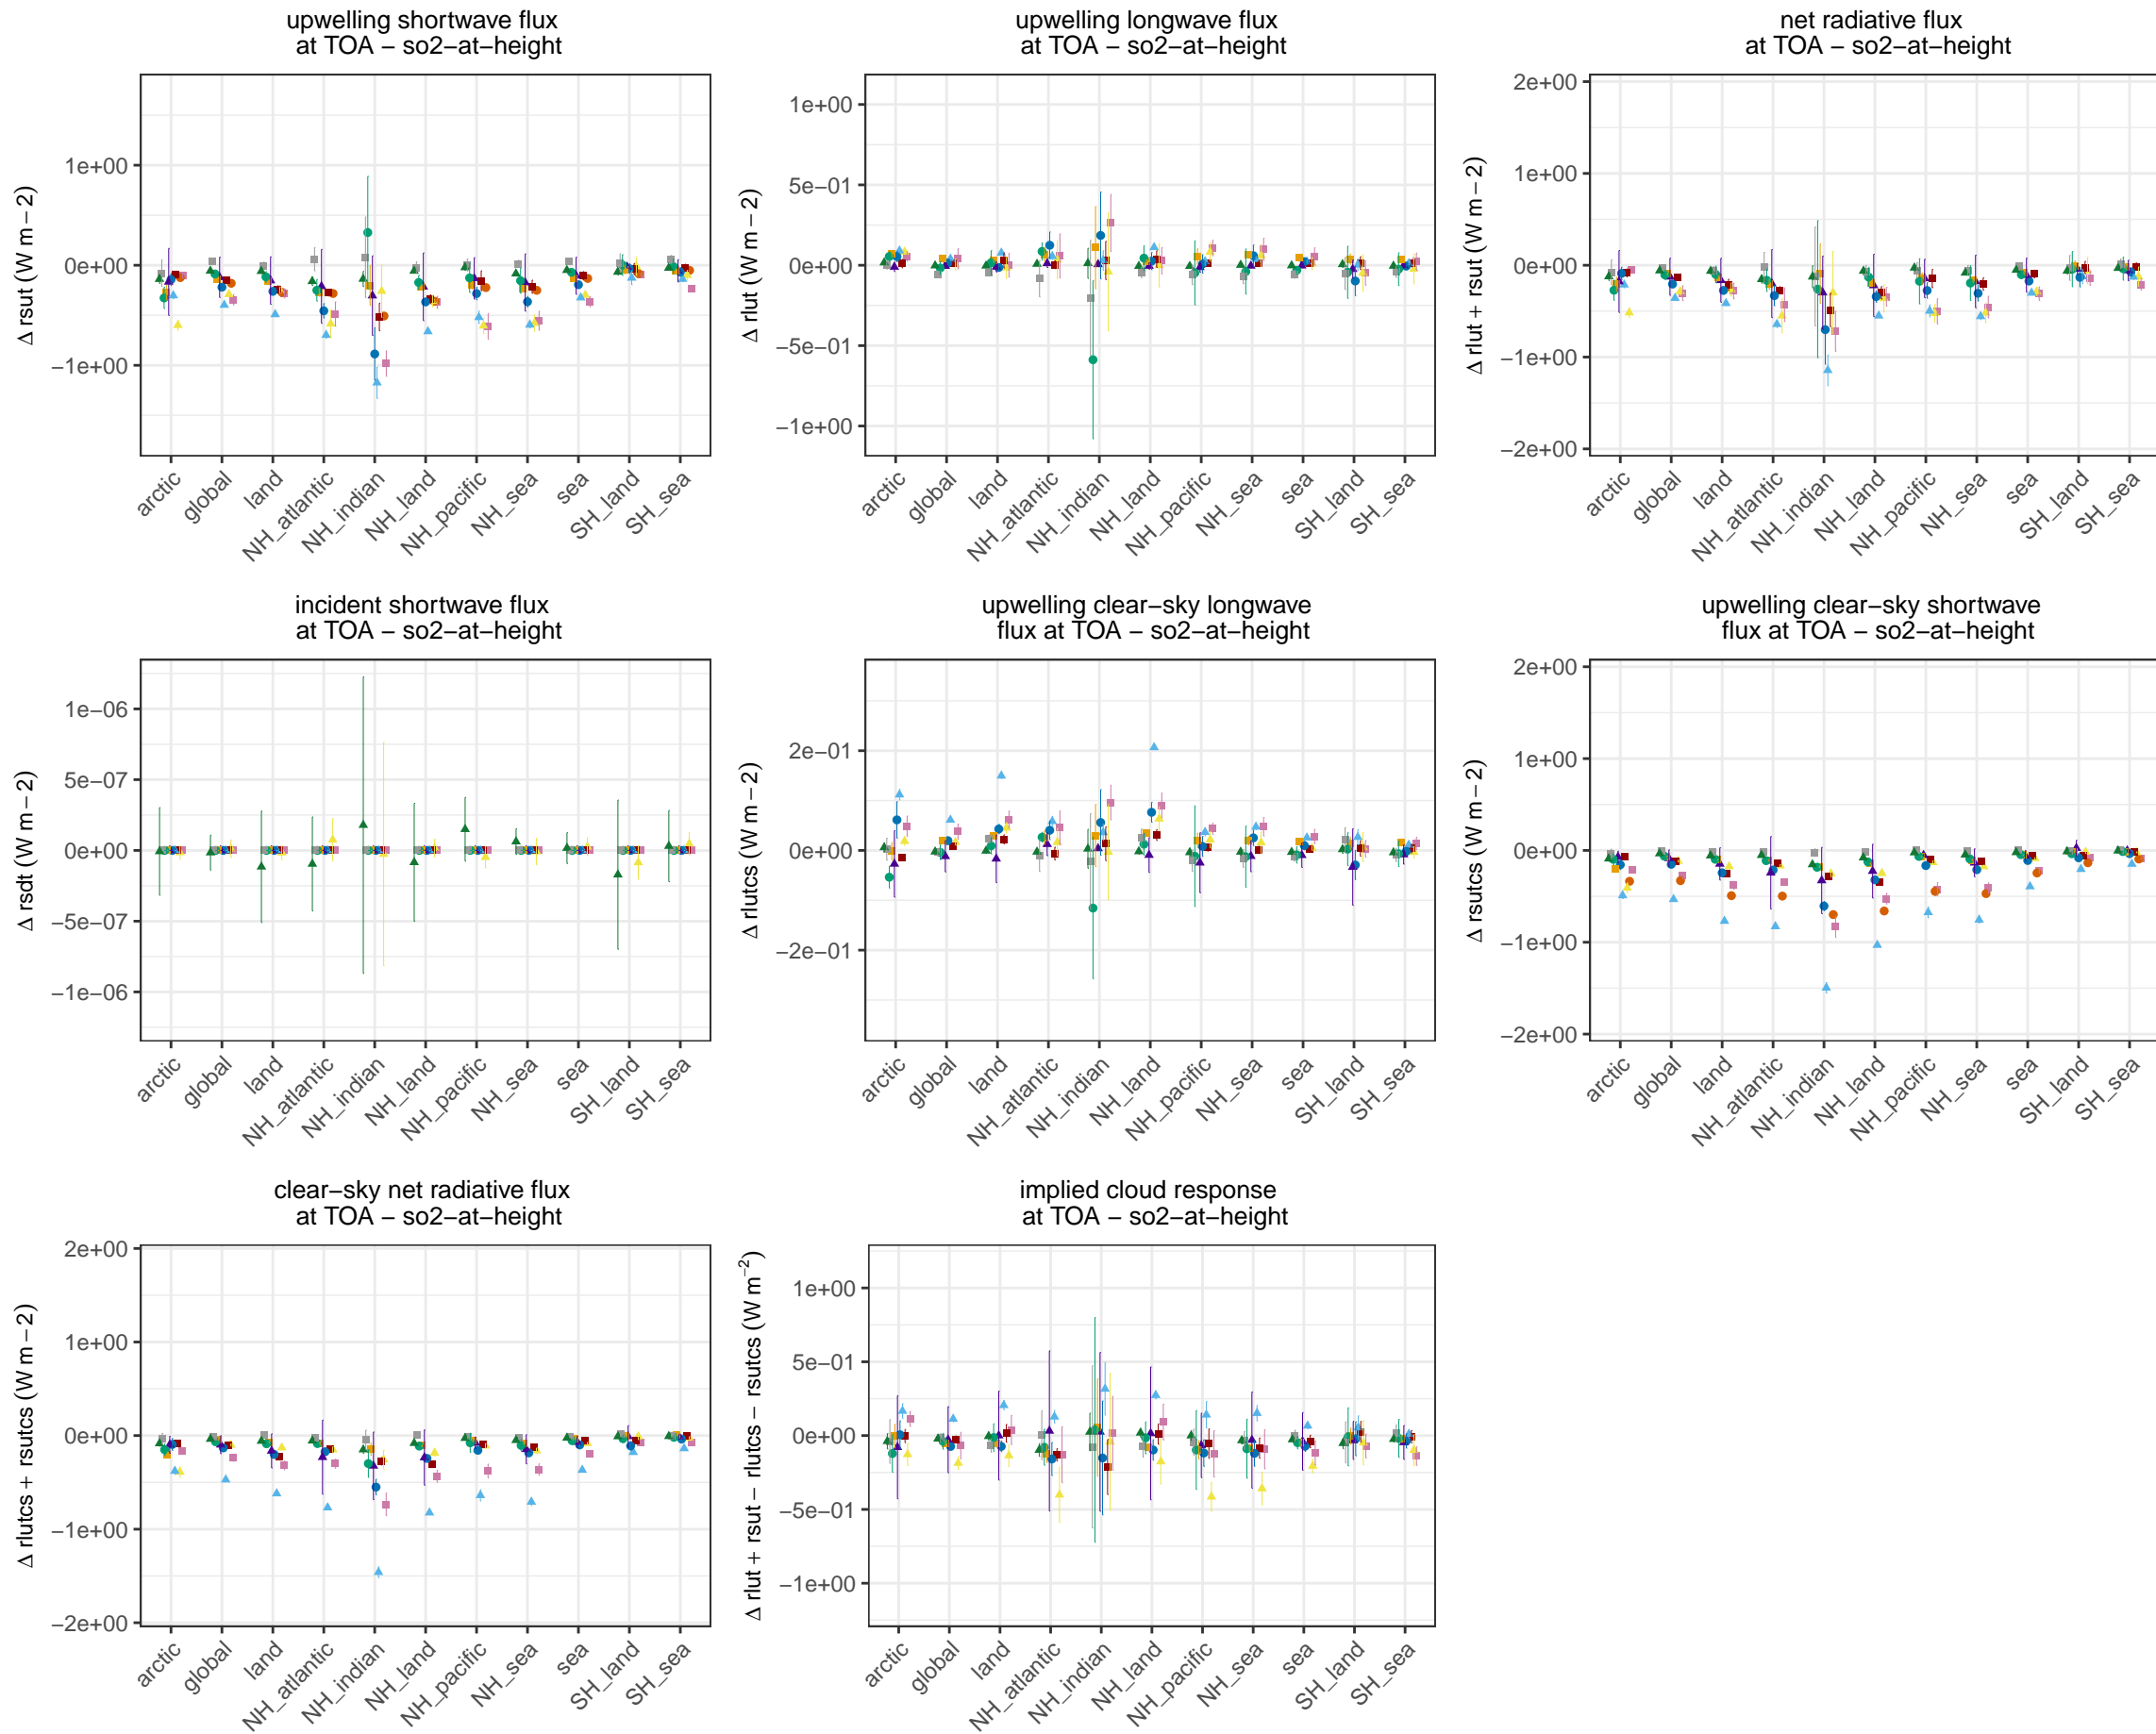 upwelling shortwave flux
at TOA − so2−at−height
Δ rsut (W m − 2)
1e+00
0e+00
−1e+00
arctic
global
land
NH_atlantic
NH_indian
NH_land
NH_pacific
NH_sea
sea
SH_land
SH_sea
upwelling longwave flux
at TOA − so2−at−height
Δ rlut (W m − 2)
1e+00
5e−01
0e+00
−5e−01
−1e+00
arctic
global
land
NH_atlantic
NH_indian
NH_land
NH_pacific
NH_sea
sea
SH_land
SH_sea
net radiative flux
at TOA − so2−at−height
Δ rlut + rsut (W m − 2)
2e+00
1e+00
0e+00
−1e+00
−2e+00
arctic
global
land
NH_atlantic
NH_indian
NH_land
NH_pacific
NH_sea
sea
SH_land
SH_sea
incident shortwave flux
at TOA − so2−at−height
Δ rsdt (W m − 2)
1e−06
5e−07
0e+00
−5e−07
−1e−06
arctic
global
land
NH_atlantic
NH_indian
NH_land
NH_pacific
NH_sea
sea
SH_land
SH_sea
upwelling clear−sky longwave
flux at TOA − so2−at−height
Δ rlutcs (W m − 2)
2e−01
0e+00
−2e−01
arctic
global
land
NH_atlantic
NH_indian
NH_land
NH_pacific
NH_sea
sea
SH_land
SH_sea
upwelling clear−sky shortwave
flux at TOA − so2−at−height
Δ rsutcs (W m − 2)
2e+00
1e+00
0e+00
−1e+00
−2e+00
arctic
global
land
NH_atlantic
NH_indian
NH_land
NH_pacific
NH_sea
sea
SH_land
SH_sea
clear−sky net radiative flux
at TOA − so2−at−height
Δ rlutcs + rsutcs (W m − 2)
2e+00
1e+00
0e+00
−1e+00
−2e+00
arctic
global
land
NH_atlantic
NH_indian
NH_land
NH_pacific
NH_sea
sea
SH_land
SH_sea
implied cloud response
at TOA − so2−at−height
Δ rlut + rsut − rlutcs − rsutcs (W m⁻²)
1e+00
5e−01
0e+00
−5e−01
−1e+00
arctic
global
land
NH_atlantic
NH_indian
NH_land
NH_pacific
NH_sea
sea
SH_land
SH_sea